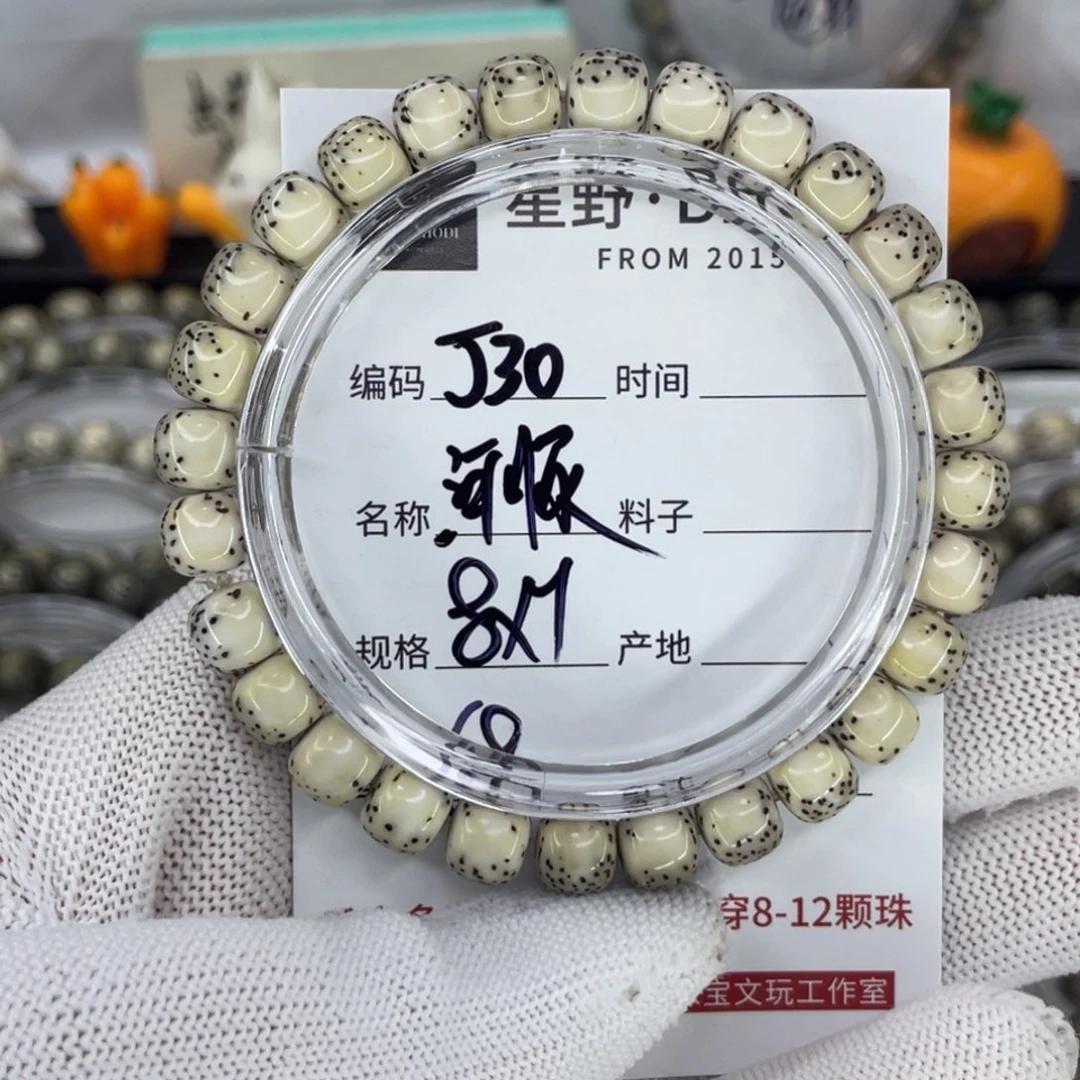 星野·
FROM 2015
编码 J30 时间
名称 料子
规格 8x7 产地
穿8-12颗珠
宝文玩工作室